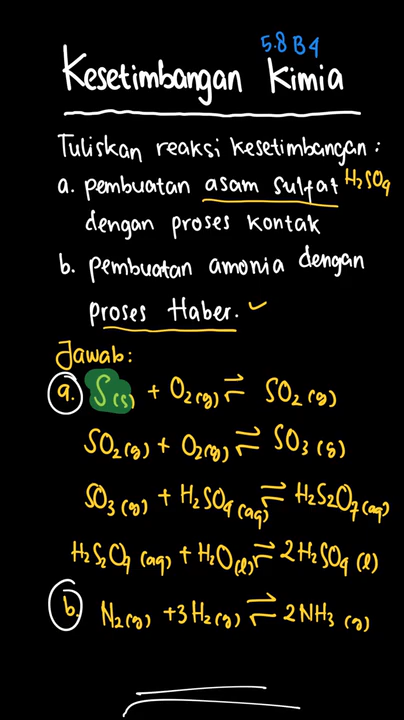 5.8 B4
Kesetimbangan Kimia
Tuliskan reaksi kesetimbangan :
a. pembuatan asam sulfat H₂SO₄
dengan proses kontak
b. pembuatan amonia dengan
proses Haber.
Jawab:
a. S(s) + O₂(g) ⇌ SO₂(g)
SO₂(g) + O₂(g) ⇌ SO₃(g)
SO₃(g) + H₂SO₄(aq) ⇌ H₂S₂O₇(aq)
H₂S₂O₇(aq) + H₂O(l) ⇌ 2H₂SO₄(l)
b. N₂(g) + 3H₂(g) ⇌ 2NH₃(g)